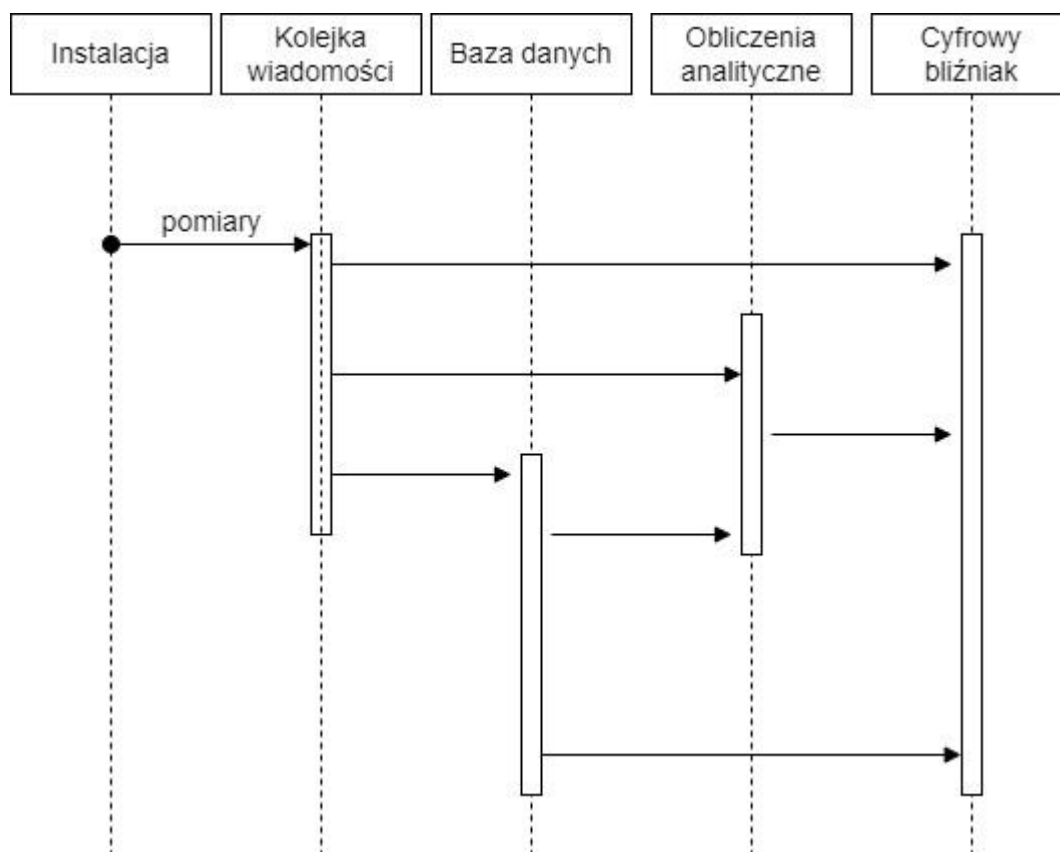 Instalacja
Kolejka
wiadomości
Baza danych
Obliczenia
analityczne
Cyfrowy
bliźniak
pomiary